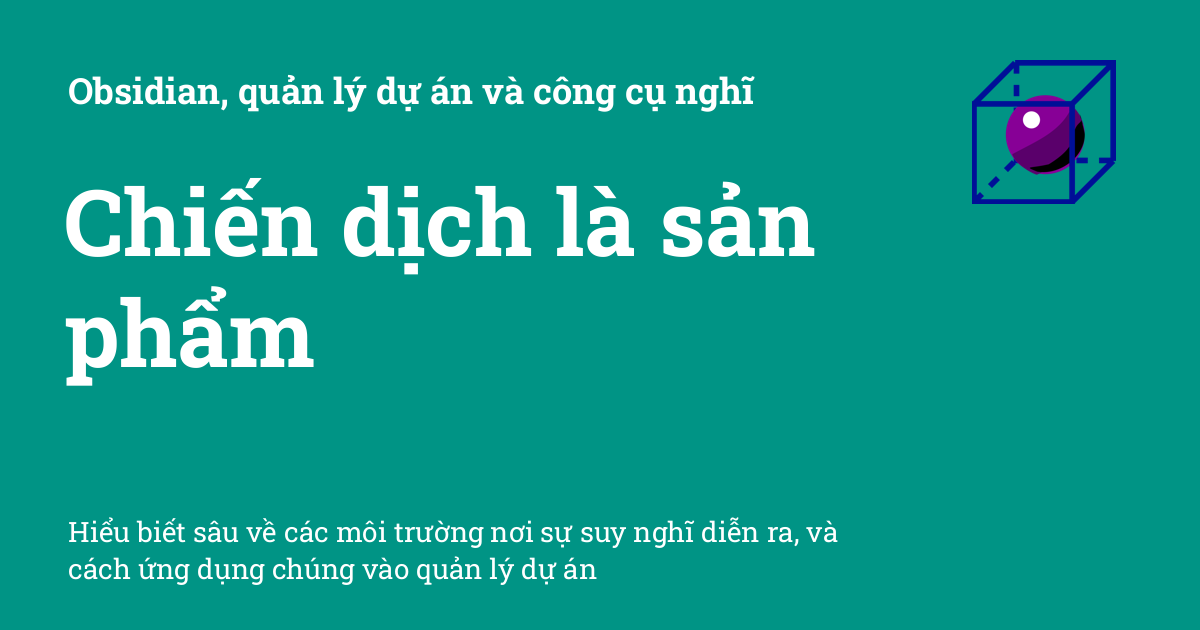 Obsidian, quản lý dự án và công cụ nghĩ
Chiến dịch là sản
phẩm
Hiểu biết sâu về các môi trường nơi sự suy nghĩ diễn ra, và
cách ứng dụng chúng vào quản lý dự án